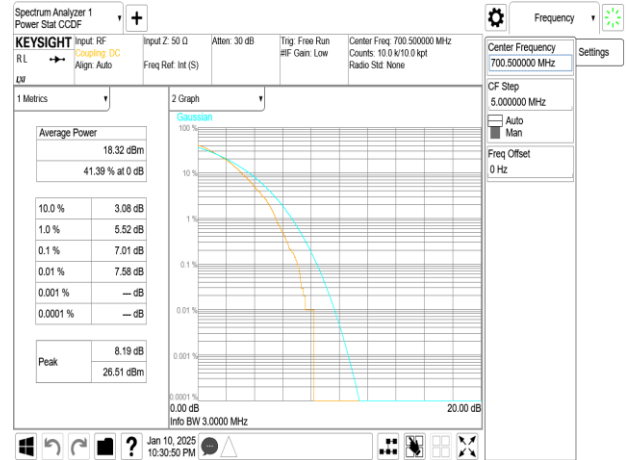 Spectrum Analyzer 1
Power Stat CCDF
▼
+
Frequency
▼
KEYSIGHT
RL
Input: RF
Coupling: DC
Align: Auto
Input Z: 50 Ω
Freq Ref: Int (S)
Atten: 30 dB
Trig: Free Run
#IF Gain: Low
Center Freq: 700.500000 MHz
Counts: 10.0 k/10.0 kpt
Radio Std: None
Center Frequency
700.500000 MHz
Settings
CF Step
5.000000 MHz
Auto
Man
Freq Offset
0 Hz
1 Metrics
▼
Average Power
18.32 dBm
41.39 % at 0 dB
10.0 % 3.08 dB
1.0 % 5.52 dB
0.1 % 7.01 dB
0.01 % 7.58 dB
0.001 % --- dB
0.0001 % --- dB
Peak
8.19 dB
26.51 dBm
2 Graph
▼
Gaussian
100 %
10 %
1 %
0.1 %
0.01 %
0.001 %
0.0001 %
0.00 dB
20.00 dB
Info BW 3.0000 MHz
?
Jan 10, 2025
10:30:50 PM